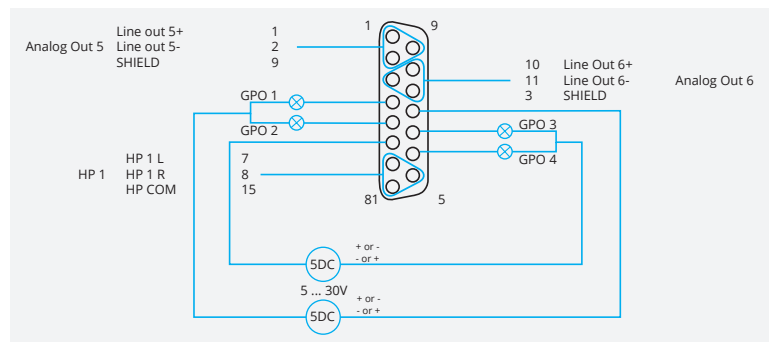 Line out 5+ 1
Analog Out 5 Line out 5- 2
SHIELD 9
1 9
10 Line Out 6+
11 Line Out 6- Analog Out 6
3 SHIELD
GPO 1
GPO 2
GPO 3
GPO 4
HP 1 L 7
HP 1 HP 1 R 8
HP COM 15
81 5
+ or -
- or +
5DC
5 ... 30V
+ or -
- or +
5DC